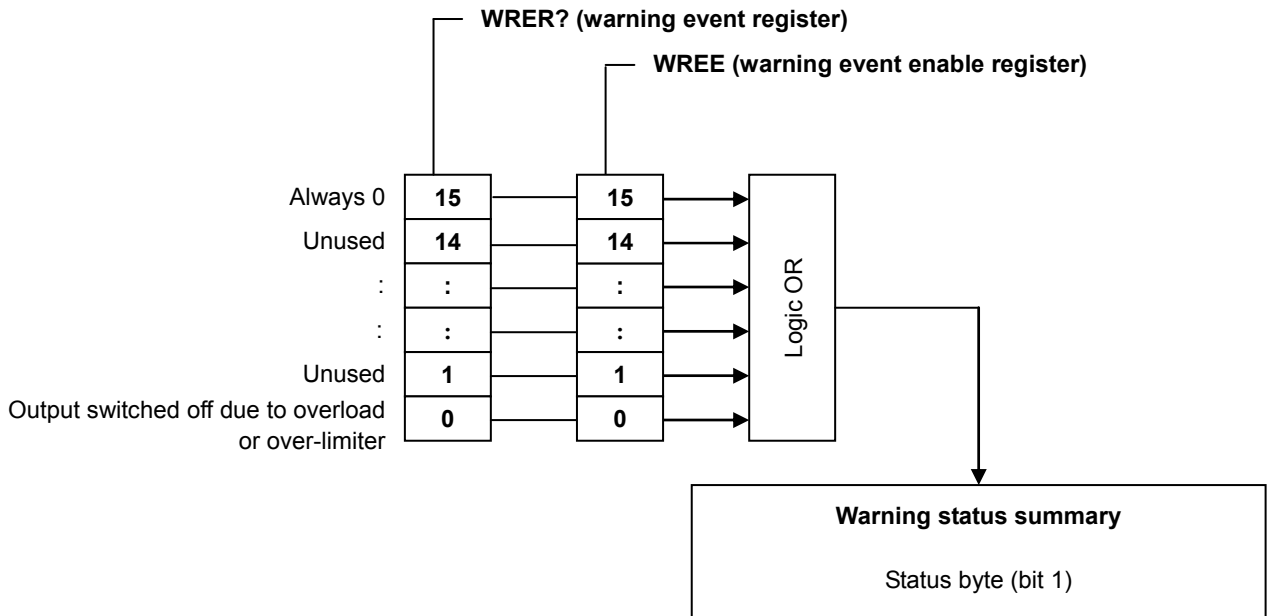 WRER? (warning event register)
WREE (warning event enable register)
Always 0 15 15
Unused 14 14
: : :
: : :
Unused 1 1
Output switched off due to overload
or over-limiter 0 0
Logic OR
Warning status summary
Status byte (bit 1)